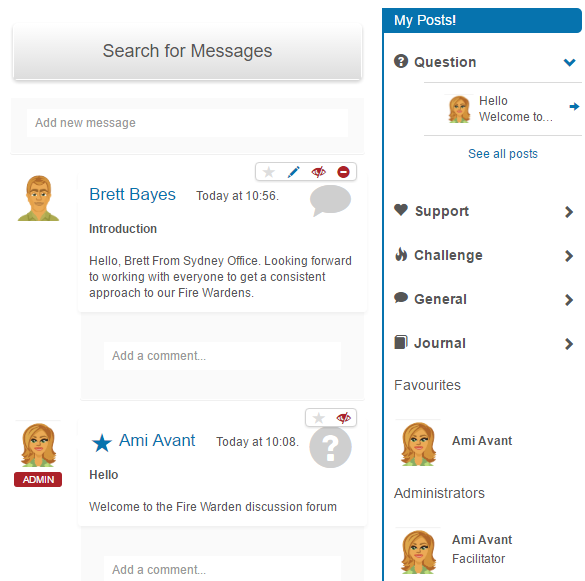 Search for Messages
Add new message
Brett Bayes
Today at 10:56.
Introduction
Hello, Brett From Sydney Office. Looking forward
to working with everyone to get a consistent
approach to our Fire Wardens.
Add a comment...
ADMIN
Ami Avant
Today at 10:08.
Hello
Welcome to the Fire Warden discussion forum
Add a comment...
My Posts!
Question
Hello
Welcome to...
See all posts
Support
Challenge
General
Journal
Favourites
Ami Avant
Administrators
Ami Avant
Facilitator